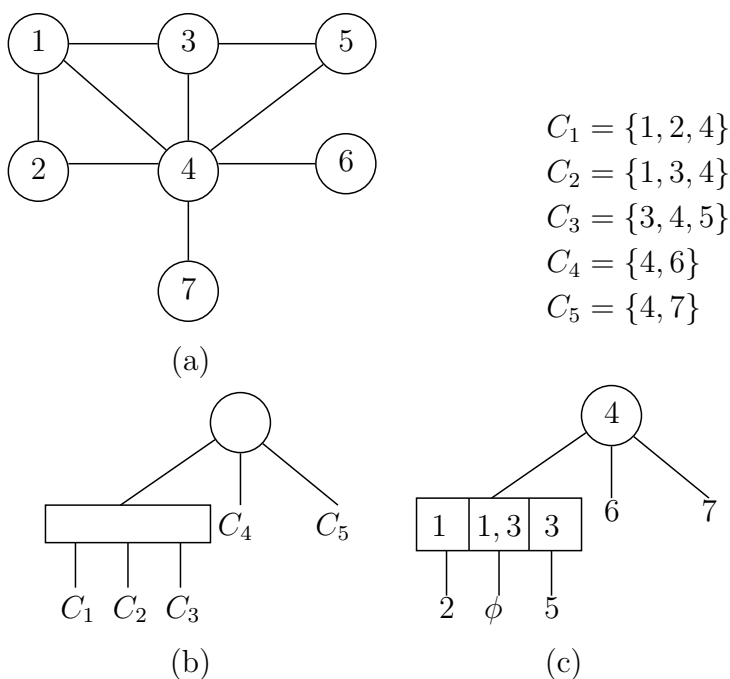 1 3 5
2 4 6
7
(a)
C₁ = {1, 2, 4}
C₂ = {1, 3, 4}
C₃ = {3, 4, 5}
C₄ = {4, 6}
C₅ = {4, 7}
C₄ C₅
C₁ C₂ C₃
(b)
4
6 7
1 1, 3 3
2 ϕ 5
(c)